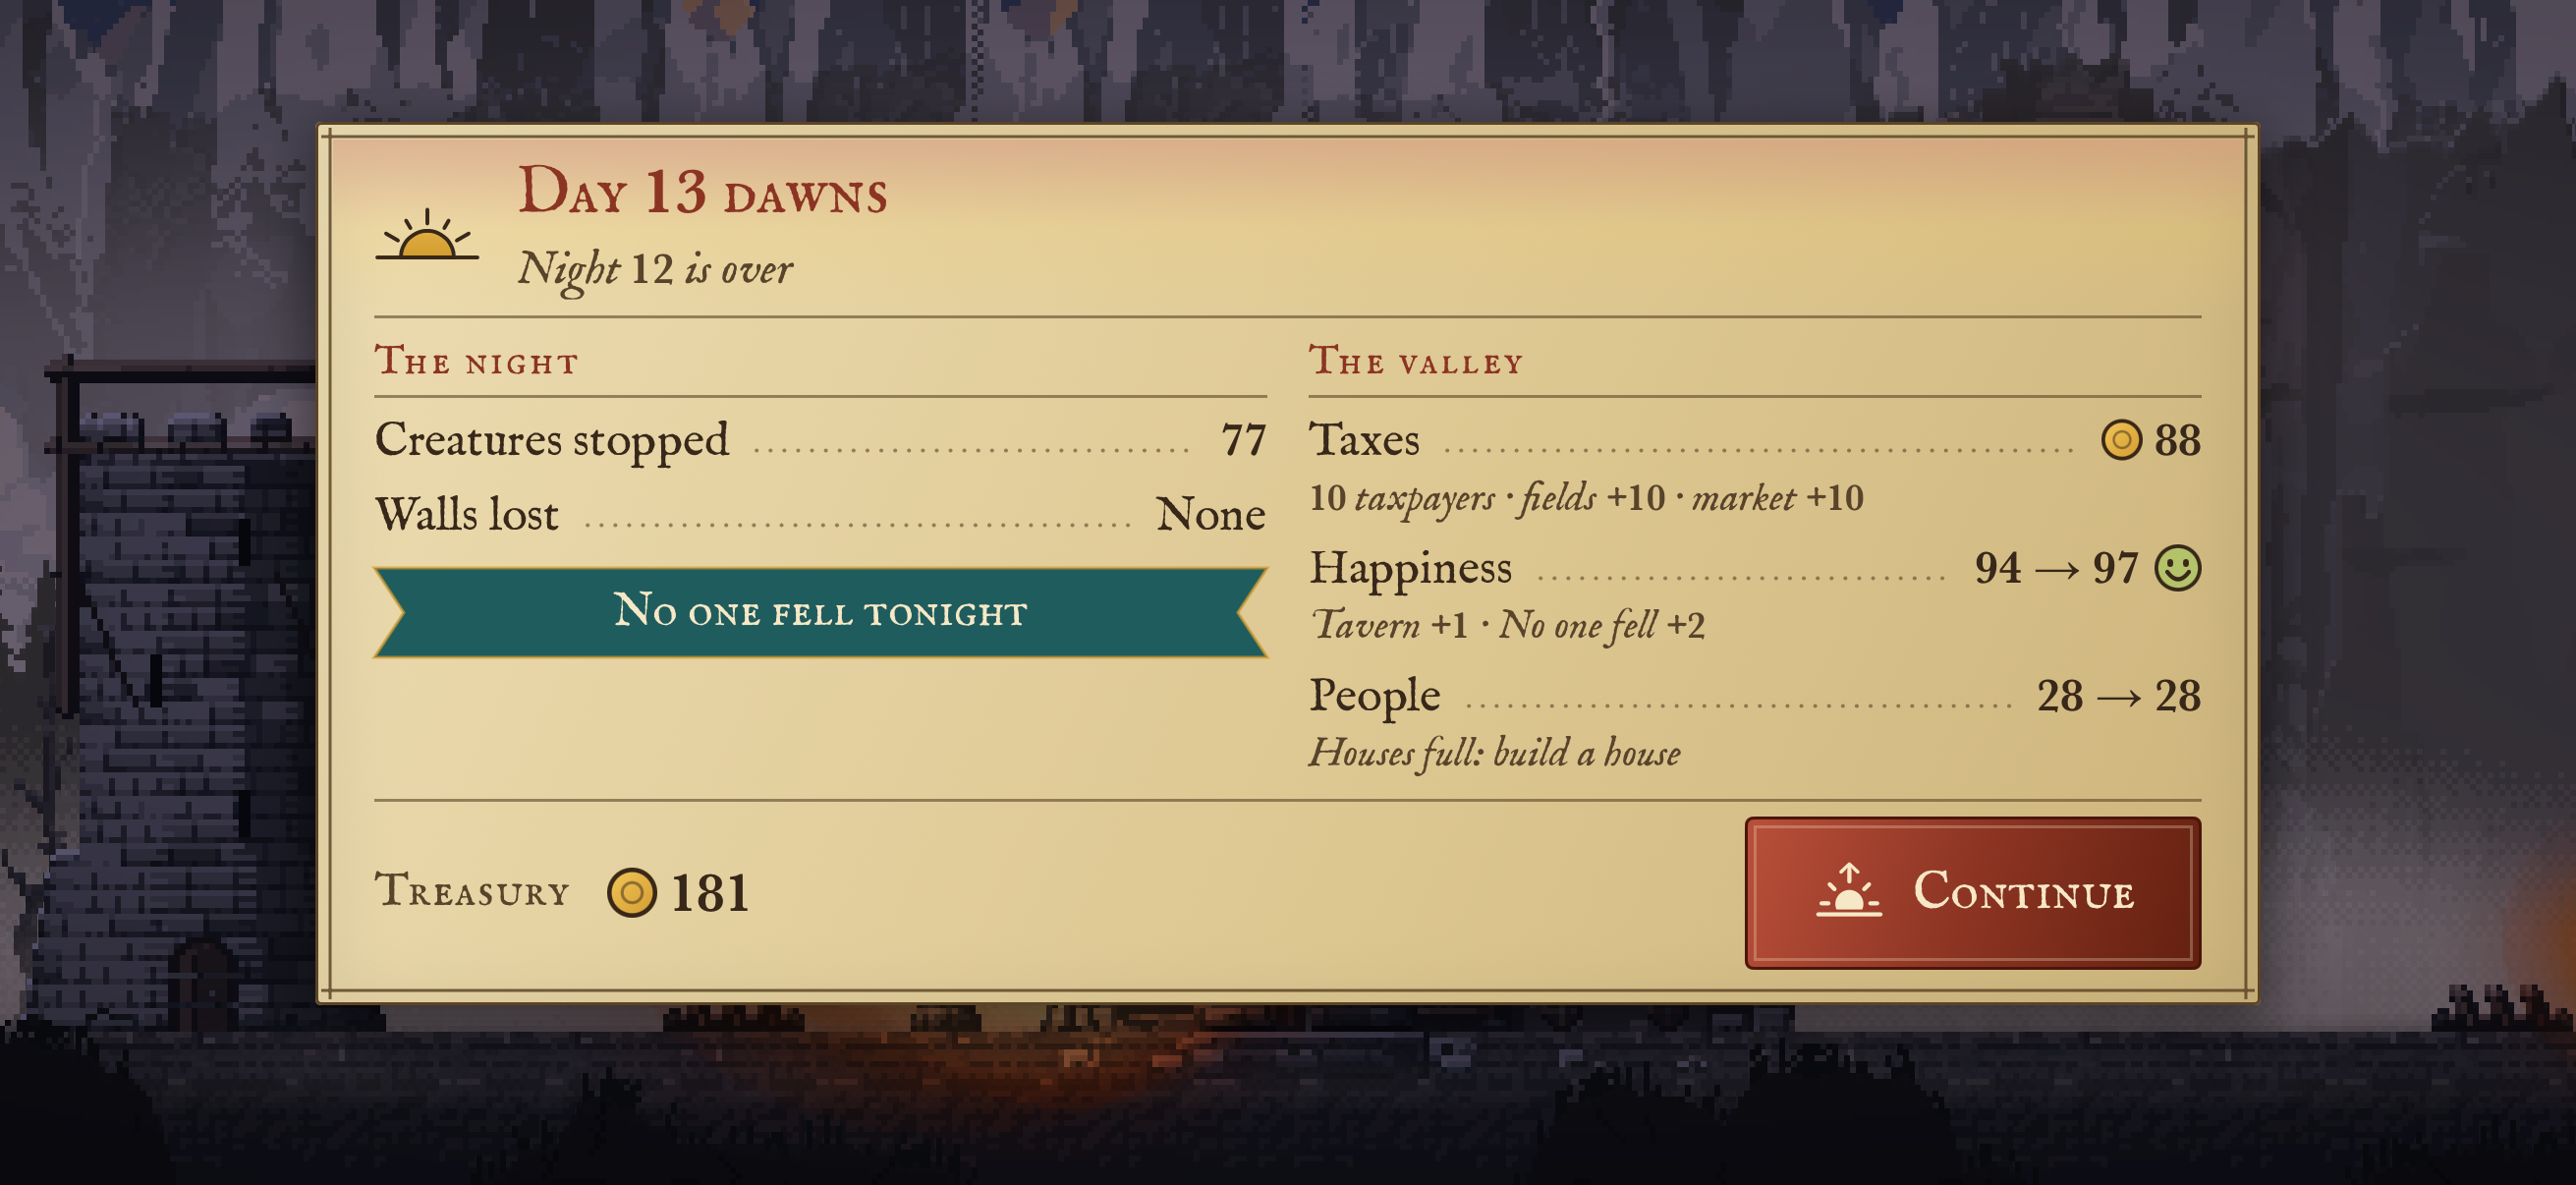 Day 13 dawns
Night 12 is over
The night
Creatures stopped 77
Walls lost None
No one fell tonight
The valley
Taxes 88
10 taxpayers · fields +10 · market +10
Happiness 94 → 97
Tavern +1 · No one fell +2
People 28 → 28
Houses full: build a house
Treasury 181
Continue